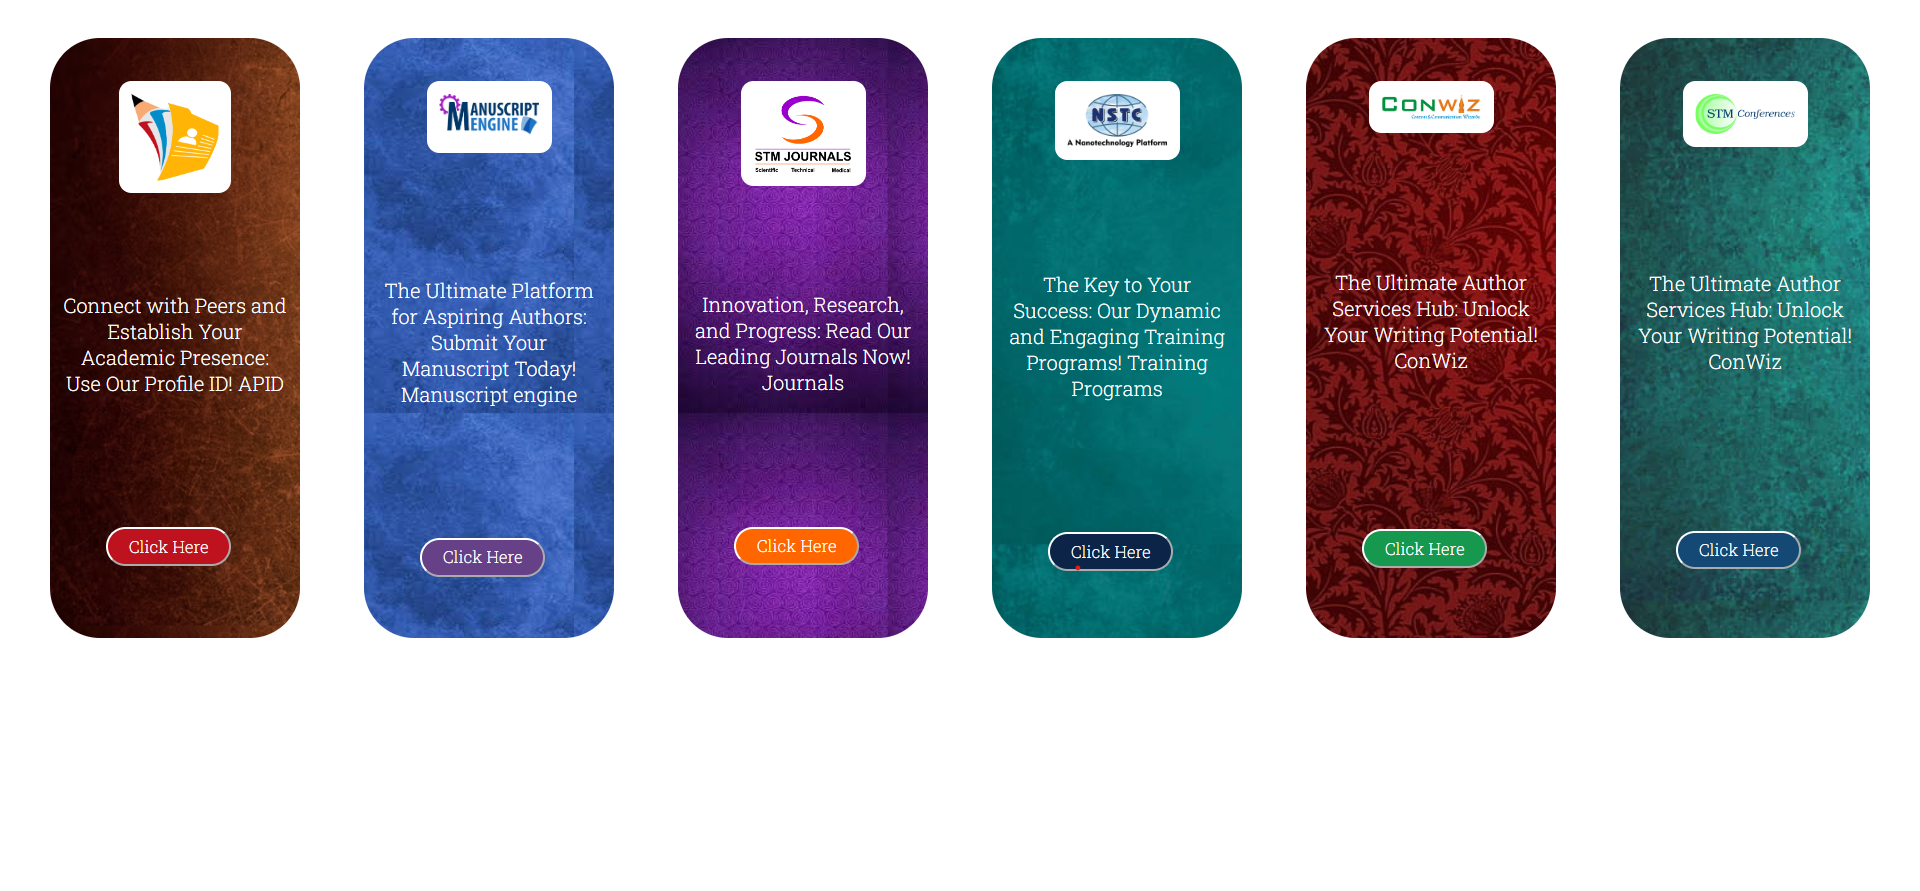 Connect with Peers and
Establish Your
Academic Presence:
Use Our Profile ID! APID
Click Here
MANUSCRIPT
ENGINE
The Ultimate Platform
for Aspiring Authors:
Submit Your
Manuscript Today!
Manuscript engine
Click Here
STM JOURNALS
Scientific Technical Medical
Innovation, Research,
and Progress: Read Our
Leading Journals Now!
Journals
Click Here
NSTC
A Nanotechnology Platform
The Key to Your
Success: Our Dynamic
and Engaging Training
Programs! Training
Programs
Click Here
CONWIZ
Content & Communication Wizards
The Ultimate Author
Services Hub: Unlock
Your Writing Potential!
ConWiz
Click Here
STM Conferences
The Ultimate Author
Services Hub: Unlock
Your Writing Potential!
ConWiz
Click Here